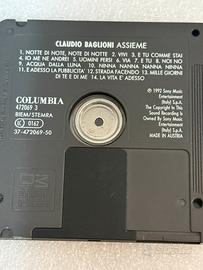 CLAUDIO BAGLIONI ASSIEME
1. NOTTE DI NOTE, NOTE DI NOTTE 2. VIVI 3. E TU COME STAI
4. IO ME NE ANDREI 5. UOMINI PERSI 6. VIA 7. E TU 8. NOI NO
9. ACQUA DALLA LUNA 10. NINNA NANNA NANNA NINNA
11. E ADESSO LA PUBBLICITA' 12. STRADA FACENDO 13. MILLE GIORNI
DI TE E DI ME 14. LA VITA E' ADESSO
COLUMBIA
472069 3
BIEM/STEMRA
LC 0162
37-472069-50
℗ 1992 Sony Music
Entertainment
(Italy) S.p.A.
The Copyright In This
Sound Recording Is
Owned By Sony Music
Entertainment
(Italy) S.p.A.
MADE IN AUSTRIA